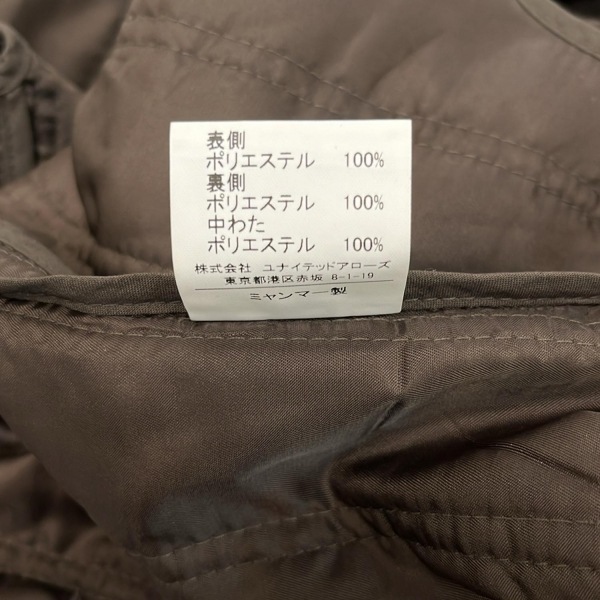 表側
ポリエステル 100%
裏側
ポリエステル 100%
中わた
ポリエステル 100%
株式会社 ユナイテッドアローズ
東京都港区赤坂 8-1-19
ミャンマー製